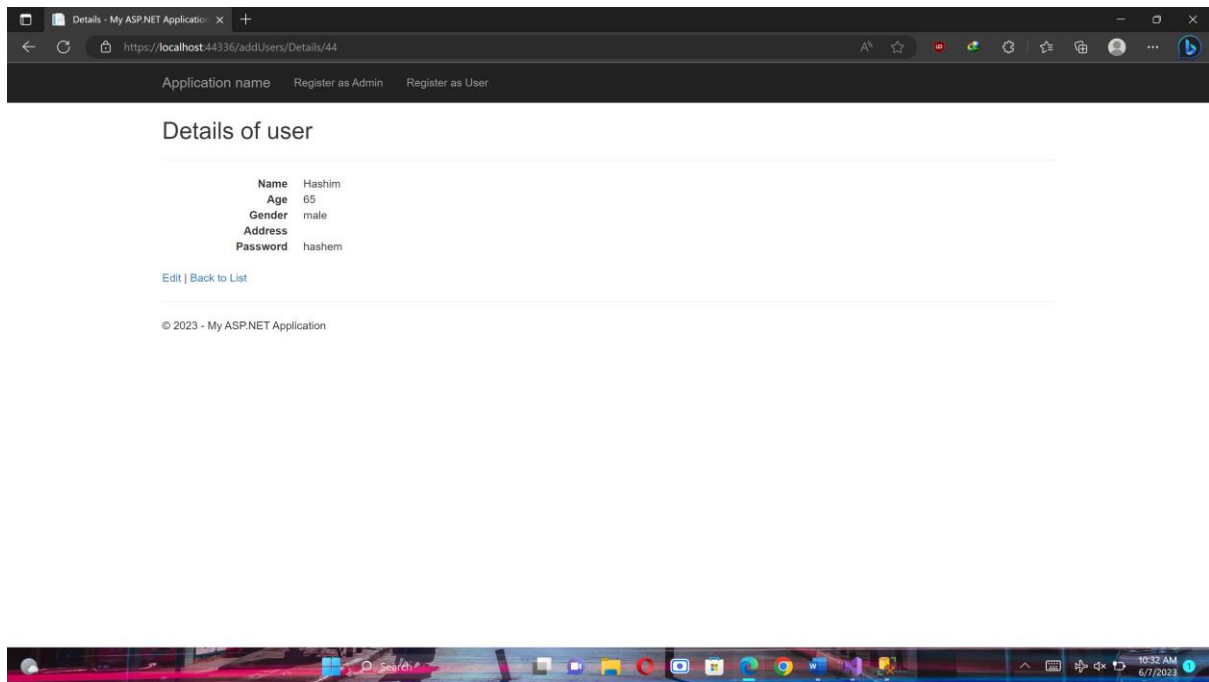 Details - My ASP.NET Application
https://localhost:44336/addUsers/Details/44
Application name Register as Admin Register as User
Details of user
Name Hashim
Age 65
Gender male
Address
Password hashem
Edit | Back to List
© 2023 - My ASP.NET Application
Search
10:32 AM
6/7/2023
1